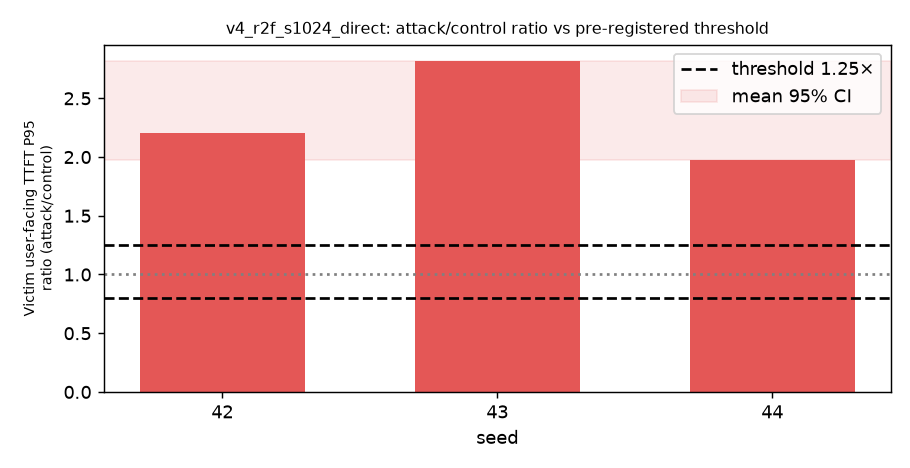 v4_r2f_s1024_direct: attack/control ratio vs pre-registered threshold
Victim user-facing TTFT P95
ratio (attack/control)
2.5
2.0
1.5
1.0
0.5
0.0
threshold 1.25×
mean 95% CI
42
43
44
seed